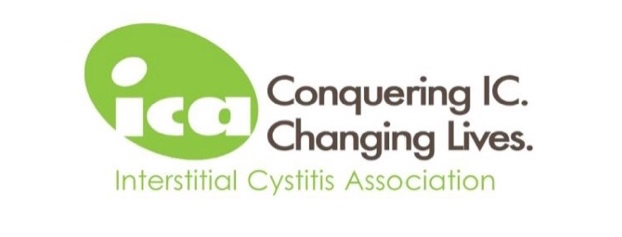 ica
Conquering IC.
Changing Lives.
Interstitial Cystitis Association